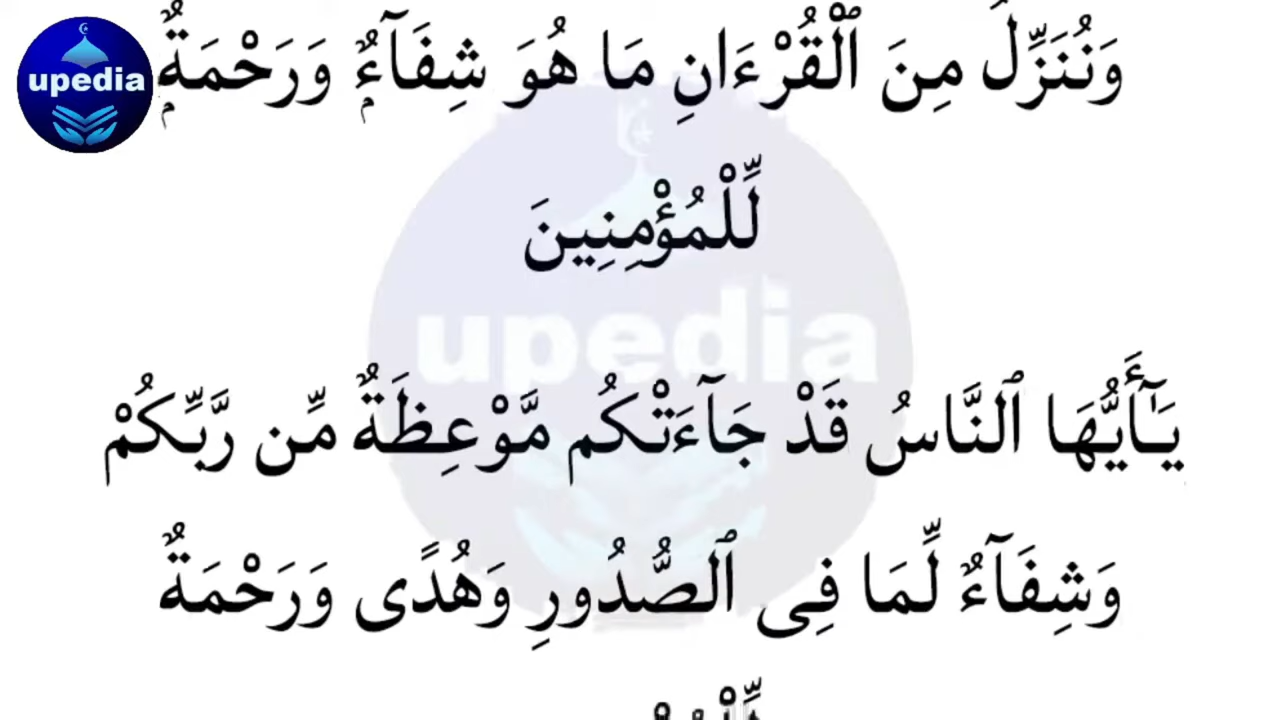 upedia
وَنُنَزِّلُ مِنَ ٱلْقُرْءَانِ مَا هُوَ شِفَآءٌۭ وَرَحْمَةٌۭ
لِّلْمُؤْمِنِينَ
upedia
يَـٰٓأَيُّهَا ٱلنَّاسُ قَدْ جَآءَتْكُم مَّوْعِظَةٌ مِّن رَّبِّكُمْ
وَشِفَآءٌ لِّمَا فِى ٱلصُّدُورِ وَهُدًى وَرَحْمَةٌ